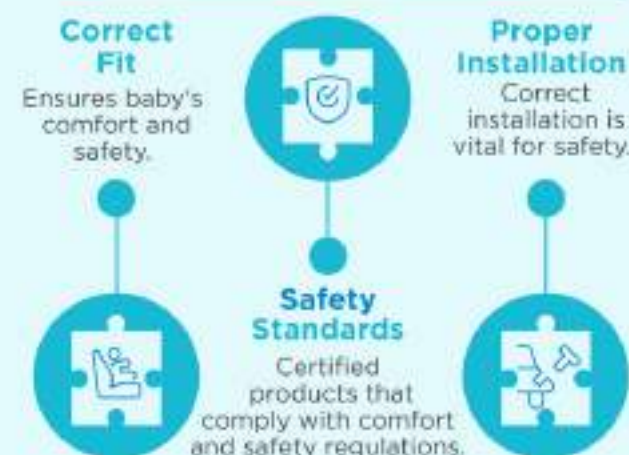 Correct
Fit
Ensures baby's
comfort and
safety.
Safety
Standards
Certified
products that
comply with comfort
and safety regulations.
Proper
Installation
Correct
installation is
vital for safety.